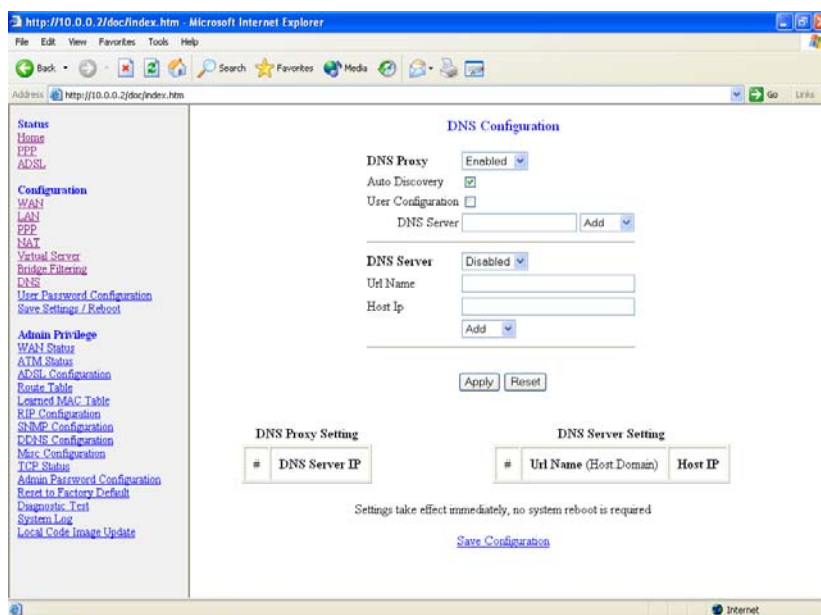 http://10.0.0.2/doc/index.htm - Microsoft Internet Explorer
File Edit View Favorites Tools Help
Back Search Favorites Media
Address http://10.0.0.2/doc/index.htm Go Links
Status
Home
PPP
ADSL
Configuration
WAN
LAN
PPP
NAT
Virtual Server
Bridge Filtering
DNS
User Password Configuration
Save Settings / Reboot
Admin Privilege
WAN Status
ATM Status
ADSL Configuration
Route Table
Learned MAC Table
RIP Configuration
SNMP Configuration
DDNS Configuration
Misc Configuration
TCP Status
Admin Password Configuration
Reset to Factory Default
Diagnostic Test
System Log
Local Code Image Update
DNS Configuration
DNS Proxy Enabled
Auto Discovery
User Configuration
DNS Server Add
DNS Server Disabled
Url Name
Host Ip
Add
Apply Reset
DNS Proxy Setting
# DNS Server IP
DNS Server Setting
# Url Name (Host.Domain) Host IP
Settings take effect immediately, no system reboot is required
Save Configuration
Internet